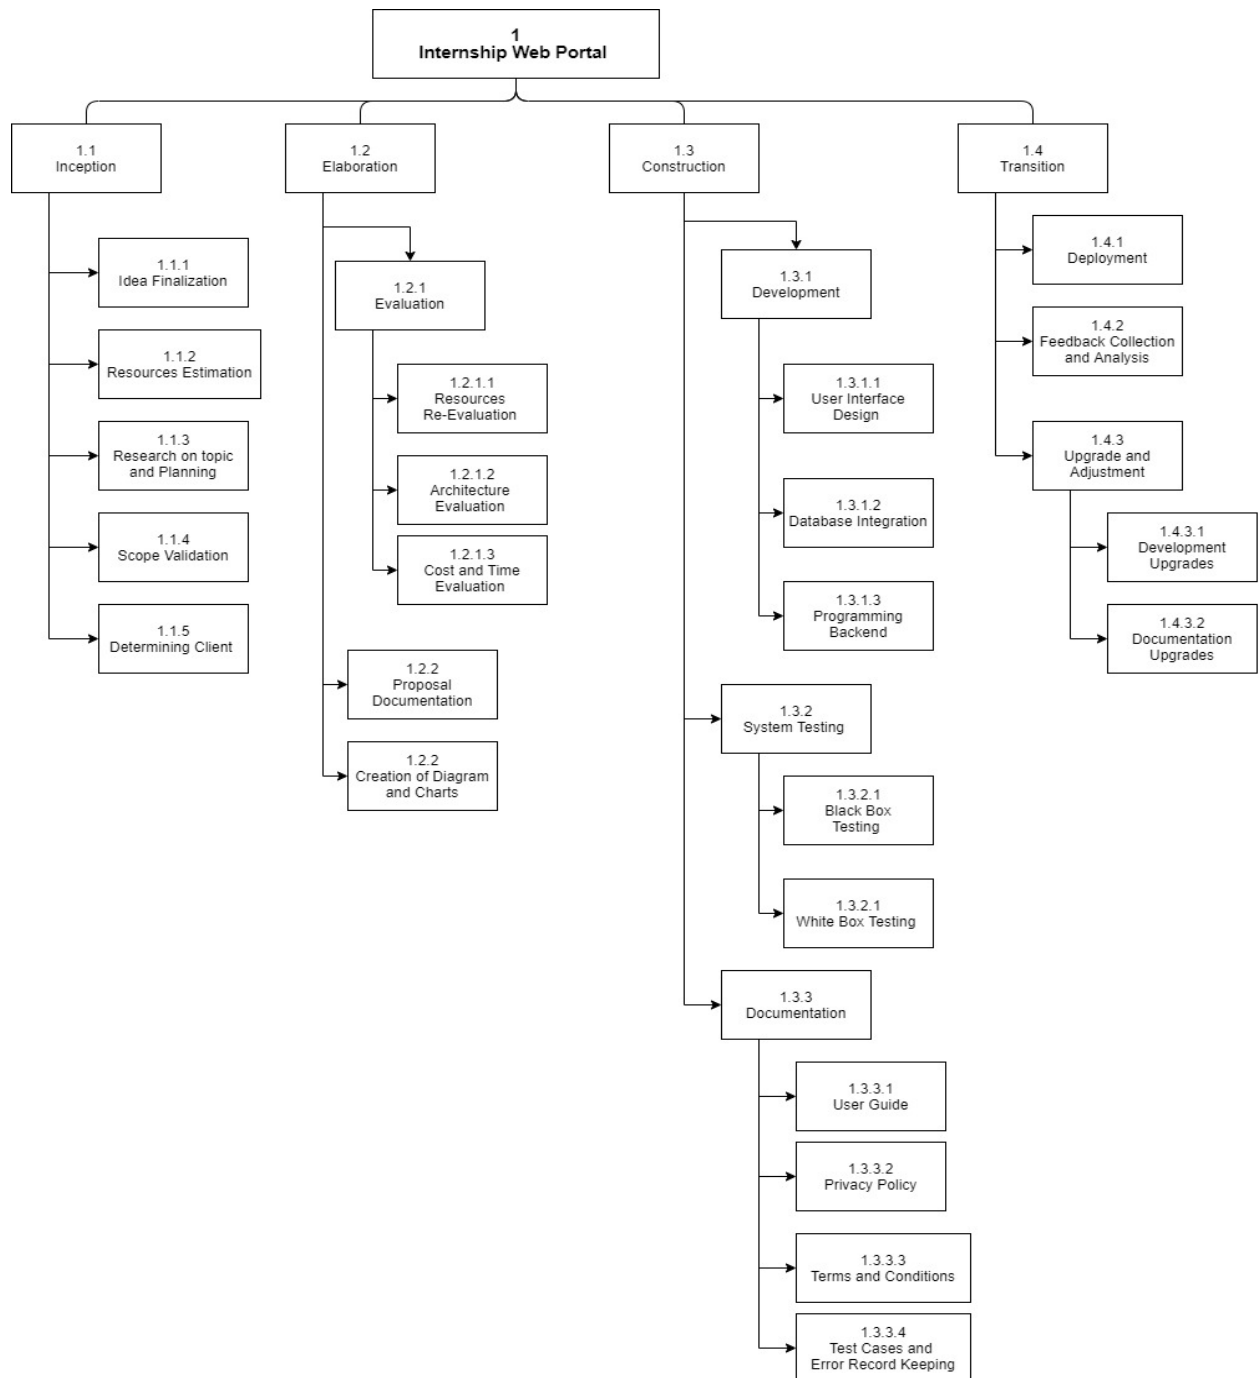 1
Internship Web Portal
1.1
Inception
1.1.1
Idea Finalization
1.1.2
Resources Estimation
1.1.3
Research on topic
and Planning
1.1.4
Scope Validation
1.1.5
Determining Client
1.2
Elaboration
1.2.1
Evaluation
1.2.1.1
Resources
Re-Evaluation
1.2.1.2
Architecture
Evaluation
1.2.1.3
Cost and Time
Evaluation
1.2.2
Proposal
Documentation
1.2.2
Creation of Diagram
and Charts
1.3
Construction
1.3.1
Development
1.3.1.1
User Interface
Design
1.3.1.2
Database Integration
1.3.1.3
Programming
Backend
1.3.2
System Testing
1.3.2.1
Black Box
Testing
1.3.2.1
White Box Testing
1.3.3
Documentation
1.3.3.1
User Guide
1.3.3.2
Privacy Policy
1.3.3.3
Terms and Conditions
1.3.3.4
Test Cases and
Error Record Keeping
1.4
Transition
1.4.1
Deployment
1.4.2
Feedback Collection
and Analysis
1.4.3
Upgrade and
Adjustment
1.4.3.1
Development
Upgrades
1.4.3.2
Documentation
Upgrades